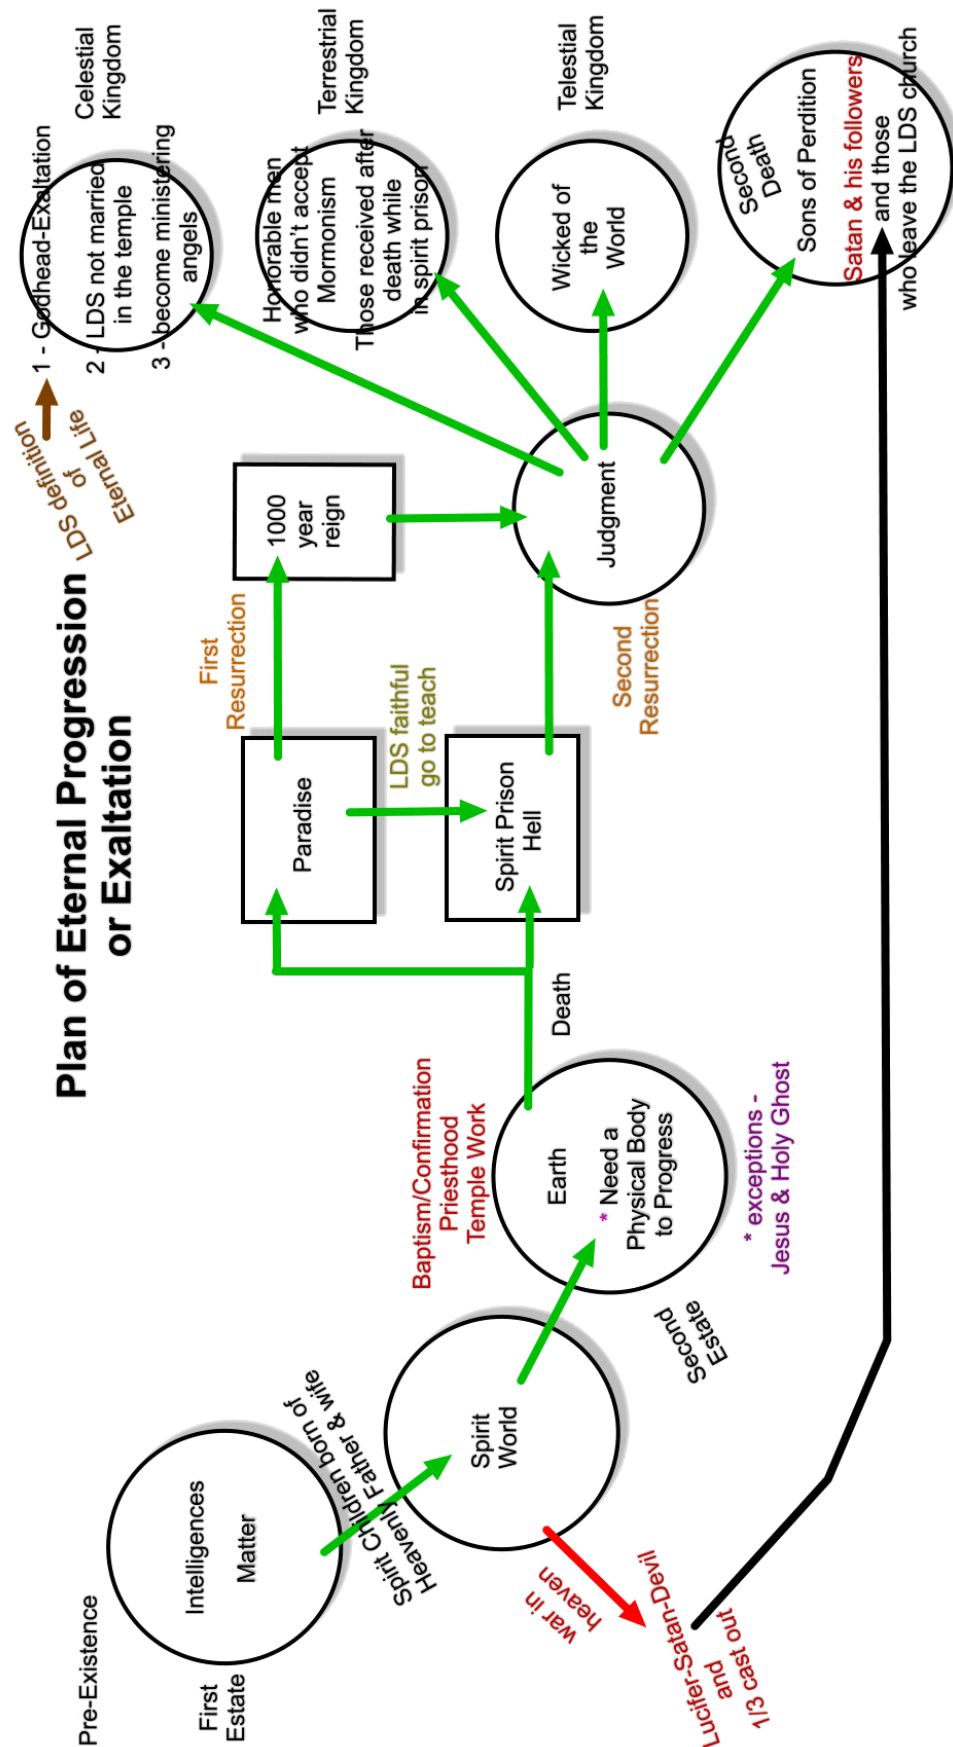 Plan of Eternal Progression
or Exaltation
Pre-Existence
First
Estate
Intelligences
Matter
Spirit Children born of
Heavenly Father & wife
Spirit
World
war in
heaven
Lucifer-Satan-Devil
and
1/3 cast out
Second
Estate
Baptism/Confirmation
Priesthood
Temple Work
Earth
* Need a
Physical Body
to Progress
* exceptions -
Jesus & Holy Ghost
Death
Paradise
LDS faithful
go to teach
Spirit Prison
Hell
First
Resurrection
1000
year
reign
Second
Resurrection
Judgment
LDS definition
of
Eternal Life
Celestial
Kingdom
1 - Godhead-Exaltation
2 - LDS not married
in the temple
3 - become ministering
angels
Terrestrial
Kingdom
Honorable men
who didn't accept
Mormonism
Those received after
death while
in spirit prison
Telestial
Kingdom
Wicked of
the
World
Second
Death
Sons of Perdition
Satan & his followers
and those
who leave the LDS church